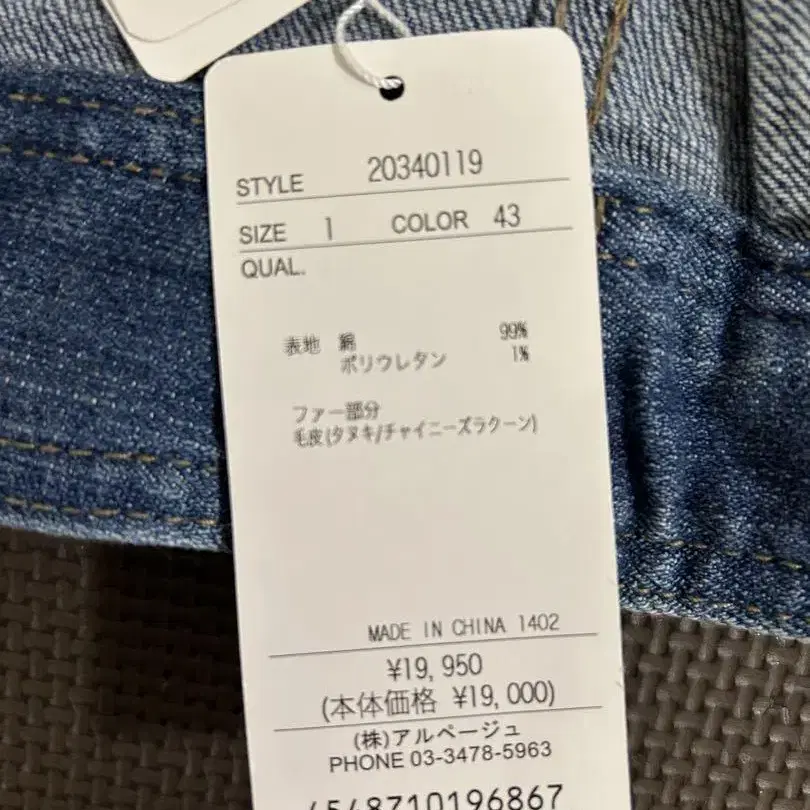 STYLE 20340119
SIZE 1 COLOR 43
QUAL.
表地 綿 99%
ポリウレタン 1%
ファー部分
毛皮(タヌキ/チャイニーズラクーン)
MADE IN CHINA 1402
¥19,950
(本体価格 ¥19,000)
(株)アルページュ
PHONE 03-3478-5963
4548710196867